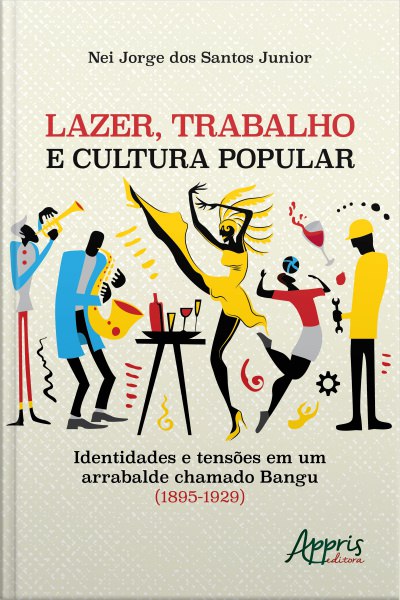 Nei Jorge dos Santos Junior
LAZER, TRABALHO
E CULTURA POPULAR
Identidades e tensões em um
arrabalde chamado Bangu
(1895-1929)
Appris
editora